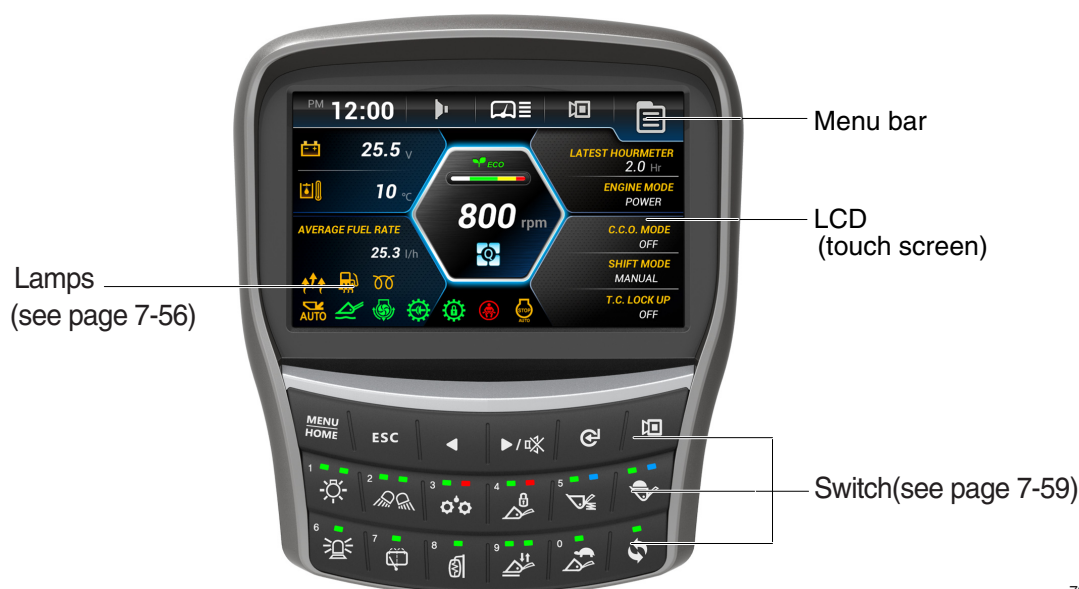 PM 12:00
Menu bar
25.5 V
ECO
LATEST HOURMETER
2.0 Hr
10 °C
ENGINE MODE
POWER
800 rpm
LCD
(touch screen)
AVERAGE FUEL RATE
C.C.O. MODE
OFF
25.3 l/h
Q
SHIFT MODE
MANUAL
Lamps
(see page 7-56)
T.C. LOCK UP
OFF
AUTO
STOP
AUTO
MENU
HOME
ESC
1
2
3
4
5
Switch(see page 7-59)
6
7
8
9
0